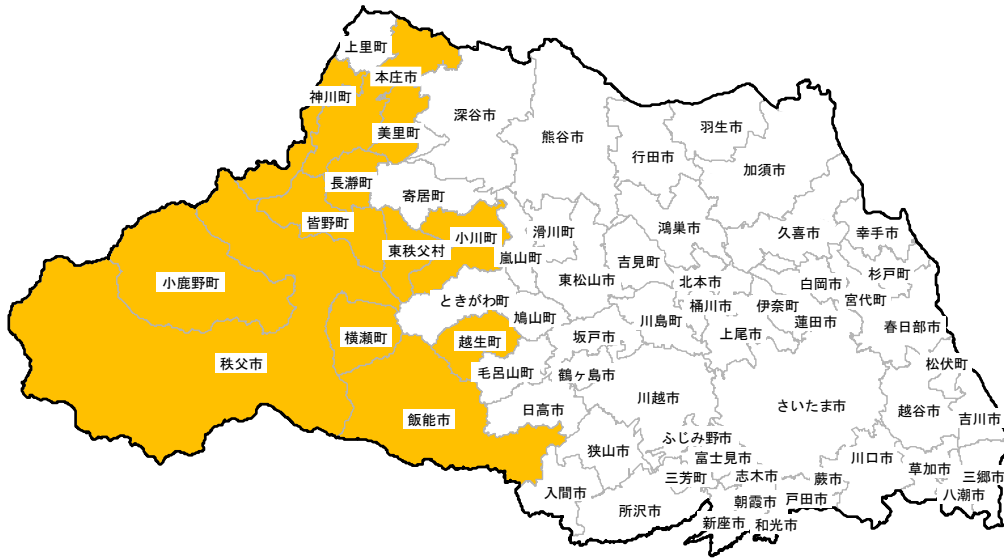 上里町
本庄市
神川町
美里町
深谷市
熊谷市
羽生市
行田市
加須市
長瀞町
寄居町
皆野町
東秩父村
小川町
嵐山町
滑川町
東松山市
吉見町
鴻巣市
久喜市
幸手市
小鹿野町
ときがわ町
鳩山町
北本市
桶川市
伊奈町
白岡市
蓮田市
杉戸町
宮代町
春日部市
横瀬町
秩父市
越生町
毛呂山町
坂戸市
鶴ヶ島市
川島町
上尾市
松伏町
飯能市
日高市
川越市
さいたま市
越谷市
吉川市
狭山市
ふじみ野市
富士見市
三芳町
志木市
川口市
蕨市
草加市
三郷市
八潮市
入間市
所沢市
朝霞市
戸田市
新座市
和光市